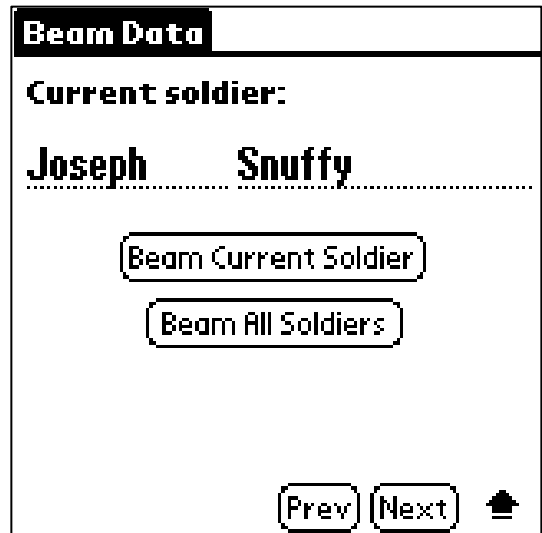 Beam Data
Current soldier:
Joseph Snuffy
Beam Current Soldier
Beam All Soldiers
Prev Next